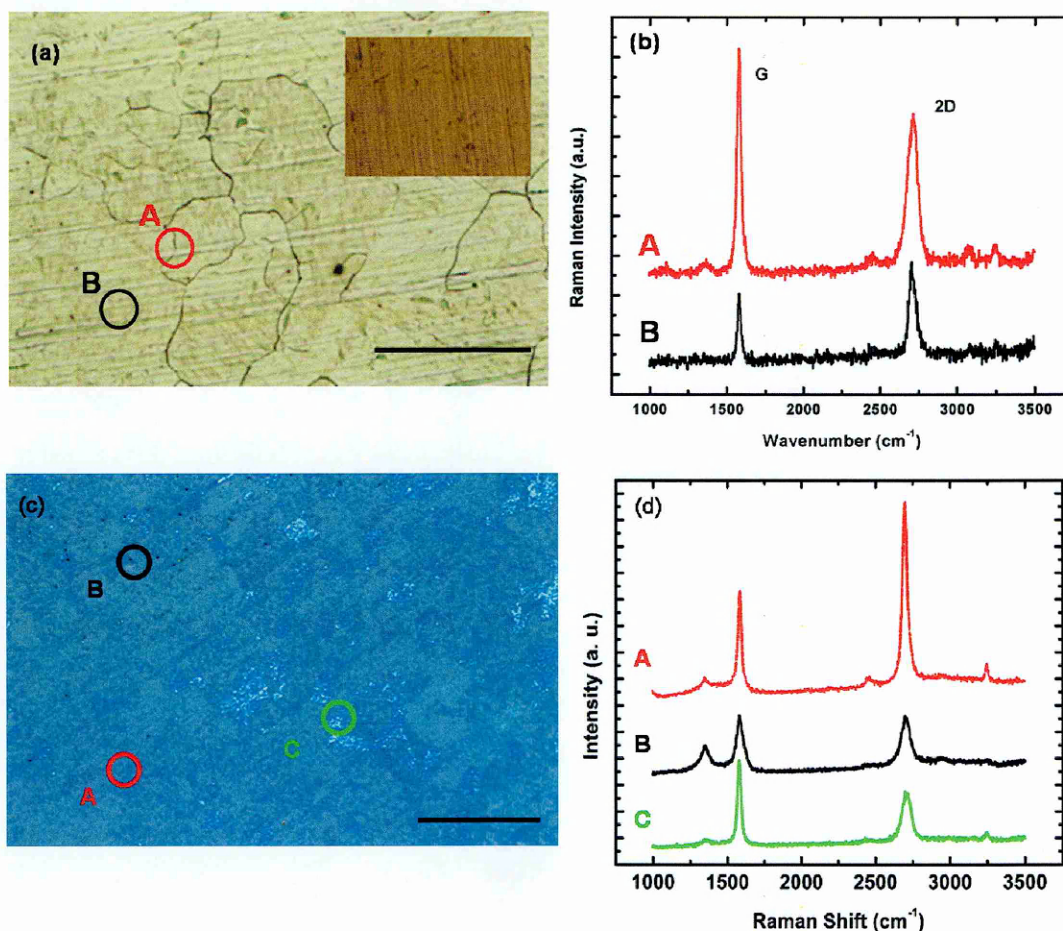 (a)
A
B
(b)
G
2D
A
B
Raman Intensity (a.u.)
1000 1500 2000 2500 3000 3500
Wavenumber (cm⁻¹)
(c)
B
C
A
(d)
A
B
C
Intensity (a. u.)
1000 1500 2000 2500 3000 3500
Raman Shift (cm⁻¹)